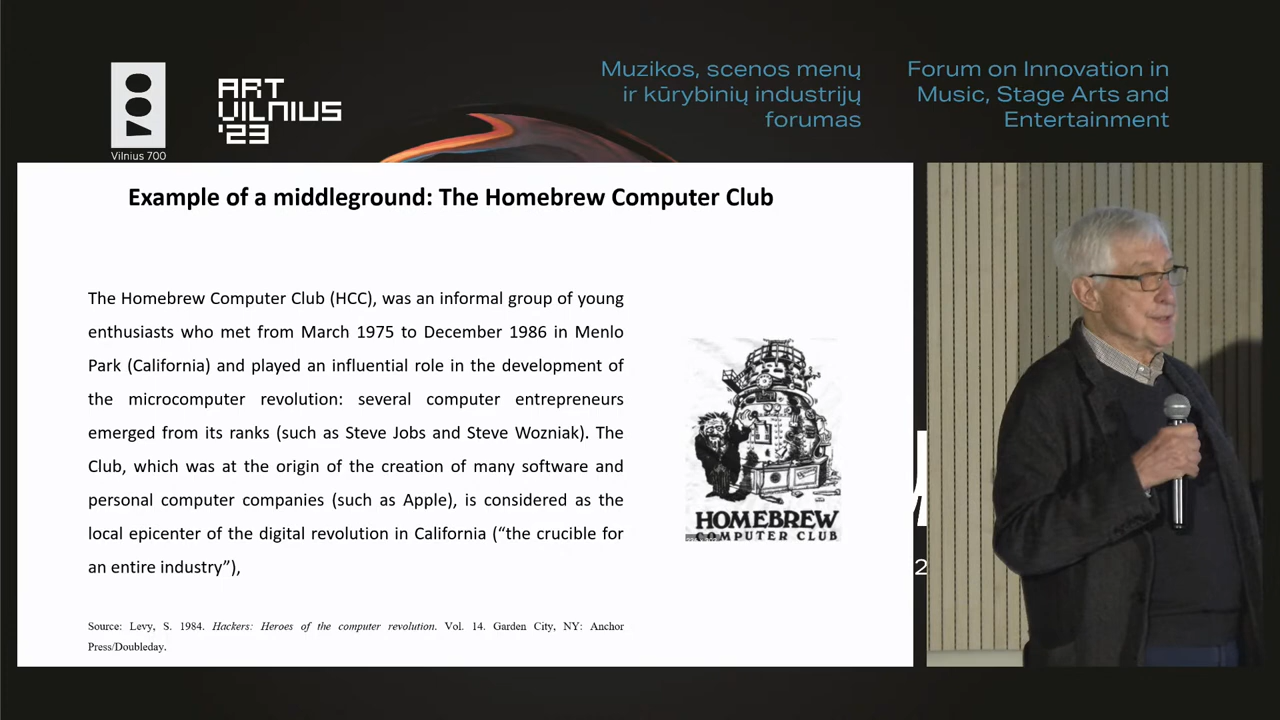 Vilnius 700
ART
VILNIUS
'23
Muzikos, scenos menų
ir kūrybinių industrijų
forumas
Forum on Innovation in
Music, Stage Arts and
Entertainment
Example of a middleground: The Homebrew Computer Club
The Homebrew Computer Club (HCC), was an informal group of young
enthusiasts who met from March 1975 to December 1986 in Menlo
Park (California) and played an influential role in the development of
the microcomputer revolution: several computer entrepreneurs
emerged from its ranks (such as Steve Jobs and Steve Wozniak). The
Club, which was at the origin of the creation of many software and
personal computer companies (such as Apple), is considered as the
local epicenter of the digital revolution in California (“the crucible for
an entire industry”),
HOMEBREW
COMPUTER CLUB
Source: Levy, S. 1984. Hackers: Heroes of the computer revolution. Vol. 14. Garden City, NY: Anchor
Press/Doubleday.
2